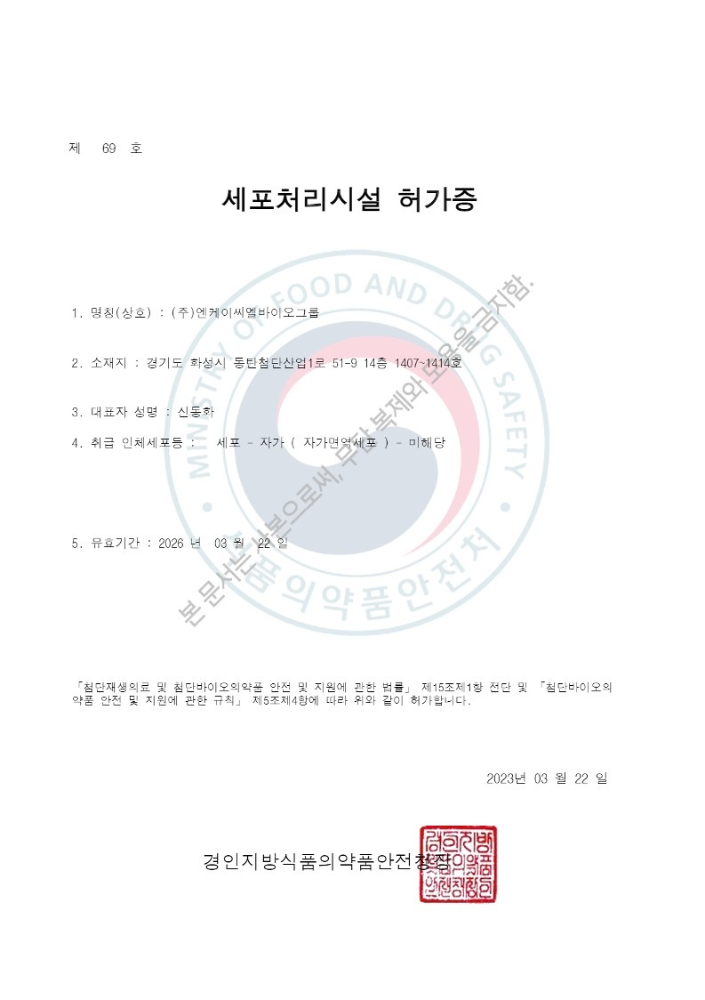 제 69 호
세포처리시설 허가증
1. 명칭(상호) : (주)엔케이씨엘바이오그룹
2. 소재지 : 경기도 화성시 동탄첨단산업1로 51-9 14층 1407~1414호
3. 대표자 성명 : 신동화
4. 취급 인체세포등 : 세포 - 자가 ( 자가면역세포 ) - 미해당
5. 유효기간 : 2026 년 03 월 22 일
「첨단재생의료 및 첨단바이오의약품 안전 및 지원에 관한 법률」 제15조제1항 전단 및 「첨단바이오의
약품 안전 및 지원에 관한 규칙」 제5조제4항에 따라 위와 같이 허가합니다.
2023년 03 월 22 일
경인지방식품의약품안전청장
MINISTRY OF FOOD AND DRUG SAFETY
식품의약품안전처
본 문서는 사본으로써, 무단 복제와 도용을 금지함.